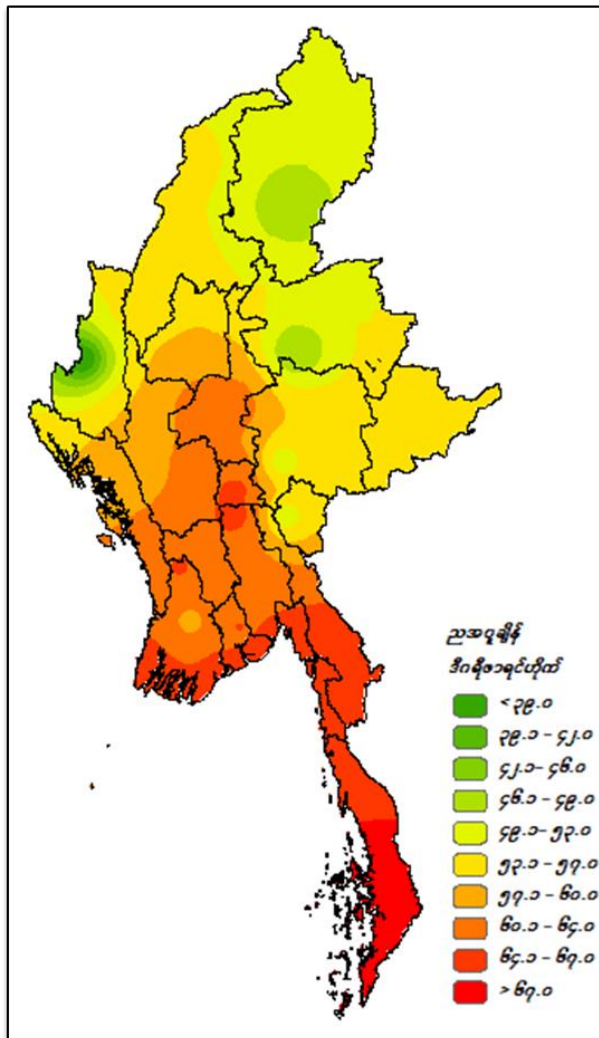 ညအပူချိန်
ဒီဂရီဖာရင်ဟိုက်
<၃၉.၀
၃၉.၁ – ၄၂.၀
၄၂.၁– ၄၆.၀
၄၆.၁ – ၄၉.၀
၄၉.၁ – ၅၃.၀
၅၃.၁ – ၅၇.၀
၅၇.၁ – ၆၀.၀
၆၀.၁ – ၆၄.၀
၆၄.၁ – ၆၇.၀
> ၆၇.၀